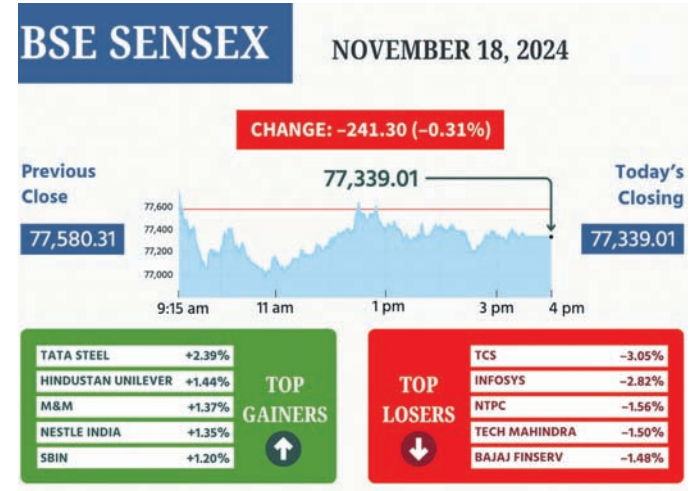 BSE SENSEX
NOVEMBER 18, 2024
CHANGE: –241.30 (–0.31%)
Previous
Close
77,580.31
77,339.01
Today's
Closing
77,339.01
77,600
77,400
77,200
77,000
9:15 am
11 am
1 pm
3 pm
4 pm
TATA STEEL +2.39%
HINDUSTAN UNILEVER +1.44%
M&M +1.37%
NESTLE INDIA +1.35%
SBIN +1.20%
TOP
GAINERS
TOP
LOSERS
TCS –3.05%
INFOSYS –2.82%
NTPC –1.56%
TECH MAHINDRA –1.50%
BAJAJ FINSERV –1.48%